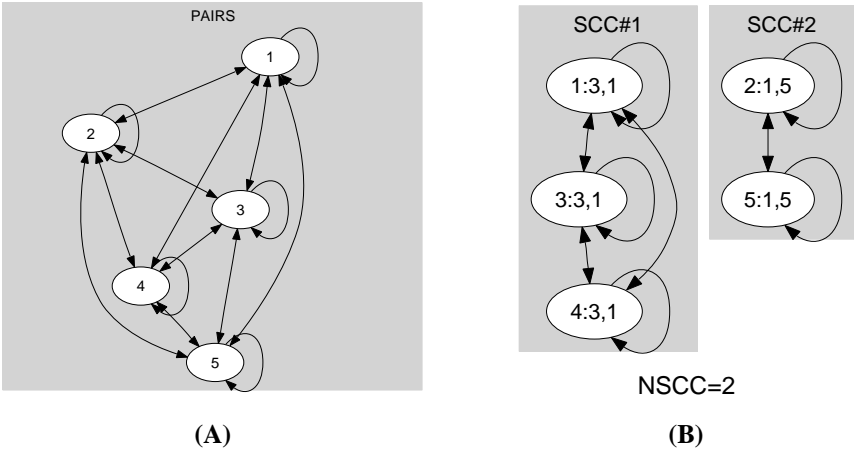 PAIRS
1
2
3
4
5
(A)
SCC#1
1:3,1
3:3,1
4:3,1
SCC#2
2:1,5
5:1,5
NSCC=2
(B)